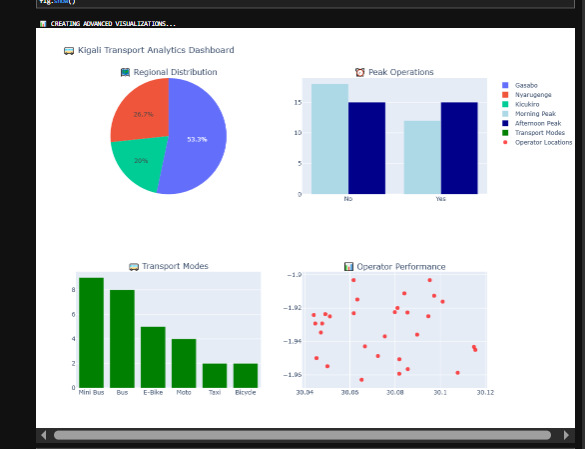 fig.show()
CREATING ADVANCED VISUALIZATIONS...
Kigali Transport Analytics Dashboard
Regional Distribution
Peak Operations
26.7%
53.3%
20%
15
10
5
0
No
Yes
Gasabo
Nyarugenge
Kicukiro
Morning Peak
Afternoon Peak
Transport Modes
Operator Locations
Transport Modes
Operator Performance
8
6
4
2
0
Mini Bus
Bus
E-Bike
Moto
Taxi
Bicycle
−1.9
−1.92
−1.94
−1.96
30.04
30.06
30.08
30.1
30.12